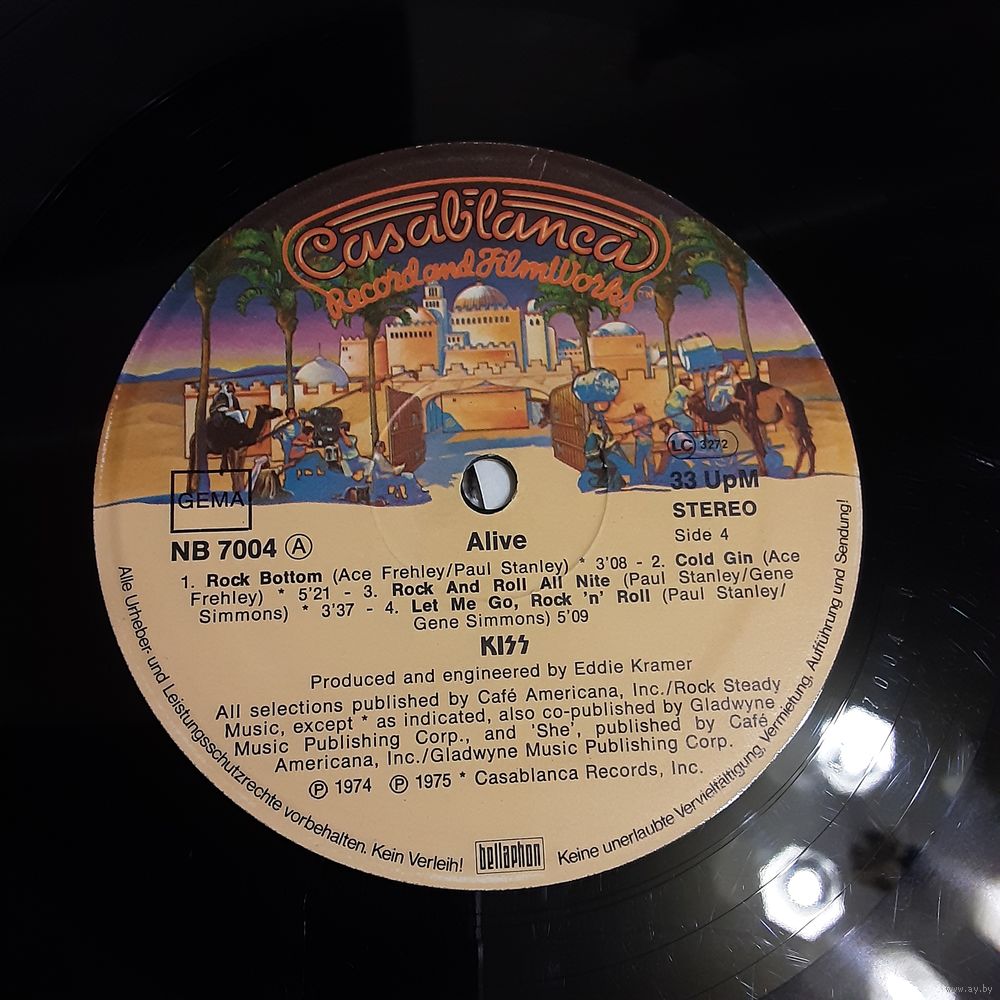 Casablanca
Record and FilmWorks™
LC 3272
GEMA
33 UpM
STEREO
NB 7004 Ⓐ
Side 4
Alive
1. Rock Bottom (Ace Frehley/Paul Stanley) * 3'08 - 2. Cold Gin (Ace
Frehley) * 5'21 - 3. Rock And Roll All Nite (Paul Stanley/Gene
Simmons) * 3'37 - 4. Let Me Go, Rock 'n' Roll (Paul Stanley/
Gene Simmons) 5'09
KISS
Produced and engineered by Eddie Kramer
All selections published by Café Americana, Inc./Rock Steady
Music, except * as indicated, also co-published by Gladwyne
Music Publishing Corp., and 'She', published by Café
Americana, Inc./Gladwyne Music Publishing Corp.
℗ 1974 ℗ 1975 * Casablanca Records, Inc.
Alle Urheber- und Leistungsschutzrechte vorbehalten. Kein Verleih!
bellaphon
Keine unerlaubte Vervielfältigung, Vermietung, Aufführung und Sendung!
www.ay.by